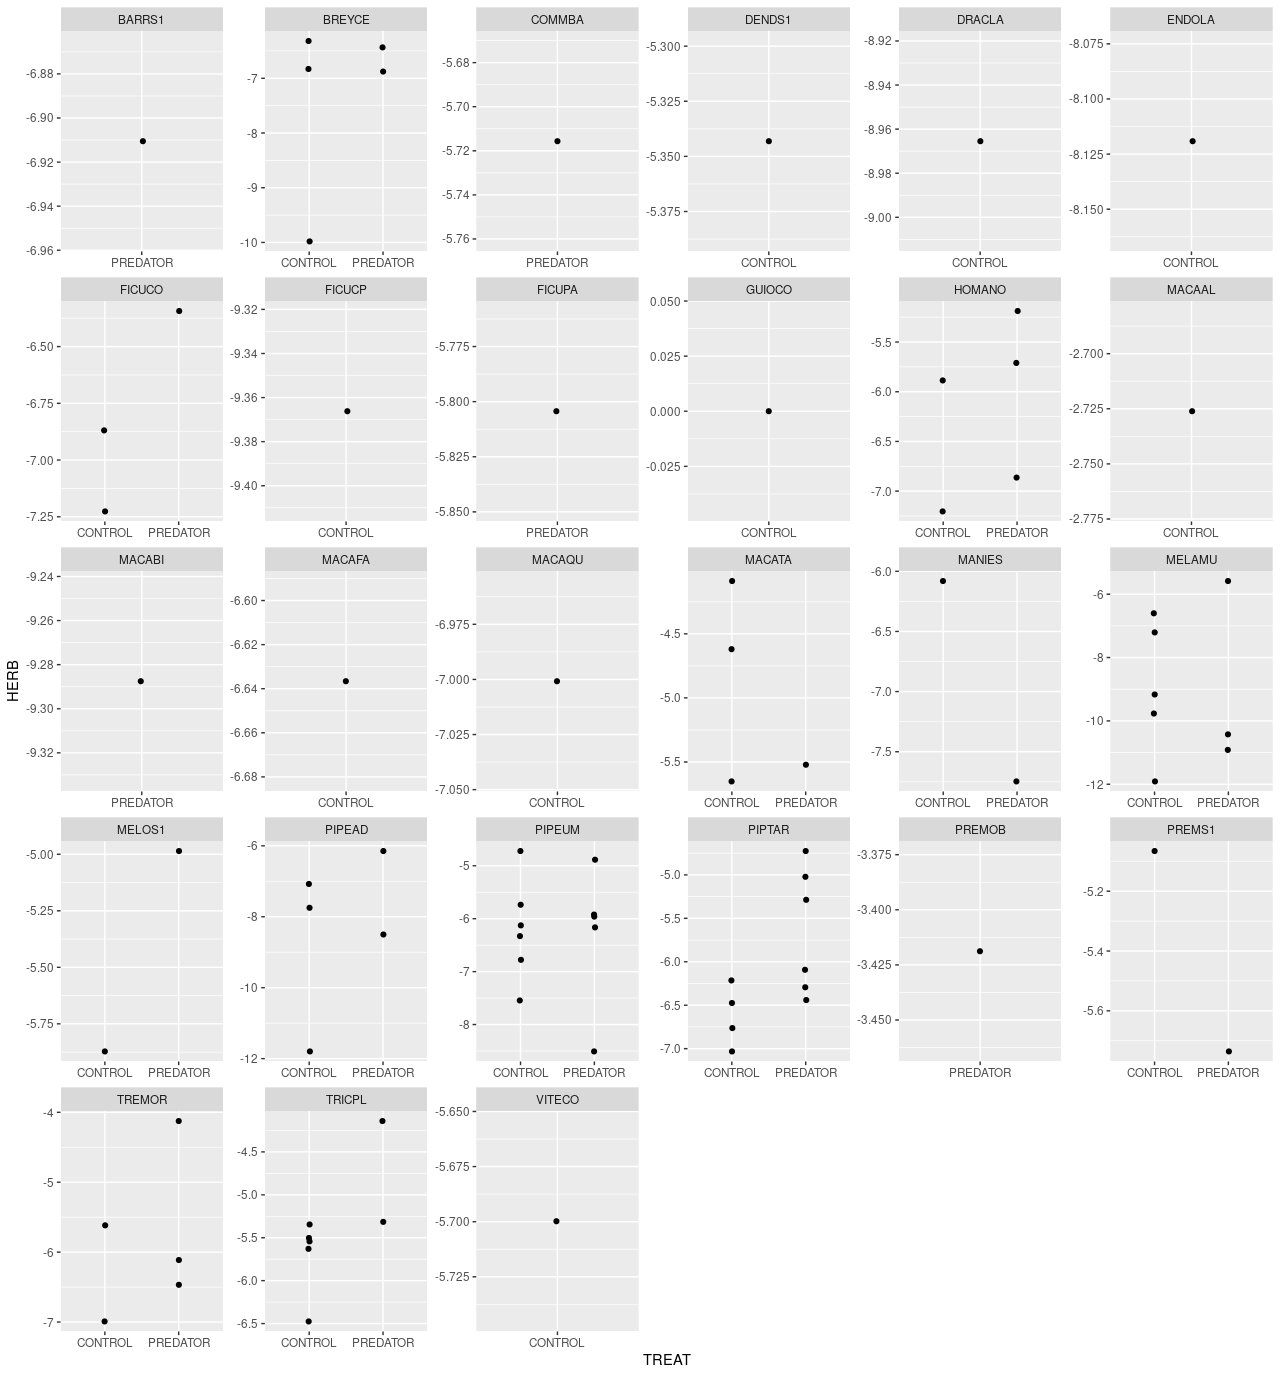 BARRS1 BREYCE COMMBA DENDS1 DRACLA ENDOLA
-6.88 -6.90 -6.92 -6.94 -6.96
-7 -8 -9 -10
-5.68 -5.70 -5.72 -5.74 -5.76
-5.300 -5.325 -5.350 -5.375
-8.92 -8.94 -8.96 -8.98 -9.00
-8.075 -8.100 -8.125 -8.150
PREDATOR CONTROL PREDATOR PREDATOR CONTROL CONTROL CONTROL
FICUCO FICUCP FICUPA GUIOCO HOMANO MACAAL
-6.50 -6.75 -7.00 -7.25
-9.32 -9.34 -9.36 -9.38 -9.40
-5.775 -5.800 -5.825 -5.850
0.050 0.025 0.000 -0.025
-5.5 -6.0 -6.5 -7.0
-2.700 -2.725 -2.750 -2.775
CONTROL PREDATOR CONTROL PREDATOR CONTROL CONTROL PREDATOR CONTROL
MACABI MACAFA MACAQU MACATA MANIES MELAMU
-9.24 -9.26 -9.28 -9.30 -9.32
-6.60 -6.62 -6.64 -6.66 -6.68
-6.975 -7.000 -7.025 -7.050
-4.5 -5.0 -5.5
-6.0 -6.5 -7.0 -7.5
-6 -8 -10 -12
PREDATOR CONTROL CONTROL CONTROL PREDATOR CONTROL PREDATOR CONTROL PREDATOR
HERB
MELOS1 PIPEAD PIPEUM PIPTAR PREMOB PREMS1
-5.00 -5.25 -5.50 -5.75
-6 -8 -10 -12
-5 -6 -7 -8
-5.0 -5.5 -6.0 -6.5 -7.0
-3.375 -3.400 -3.425 -3.450
-5.2 -5.4 -5.6
CONTROL PREDATOR CONTROL PREDATOR CONTROL PREDATOR CONTROL PREDATOR PREDATOR CONTROL PREDATOR
TREMOR TRICPL VITECO
-4 -5 -6 -7
-4.5 -5.0 -5.5 -6.0 -6.5
-5.650 -5.675 -5.700 -5.725
CONTROL PREDATOR CONTROL PREDATOR CONTROL
TREAT